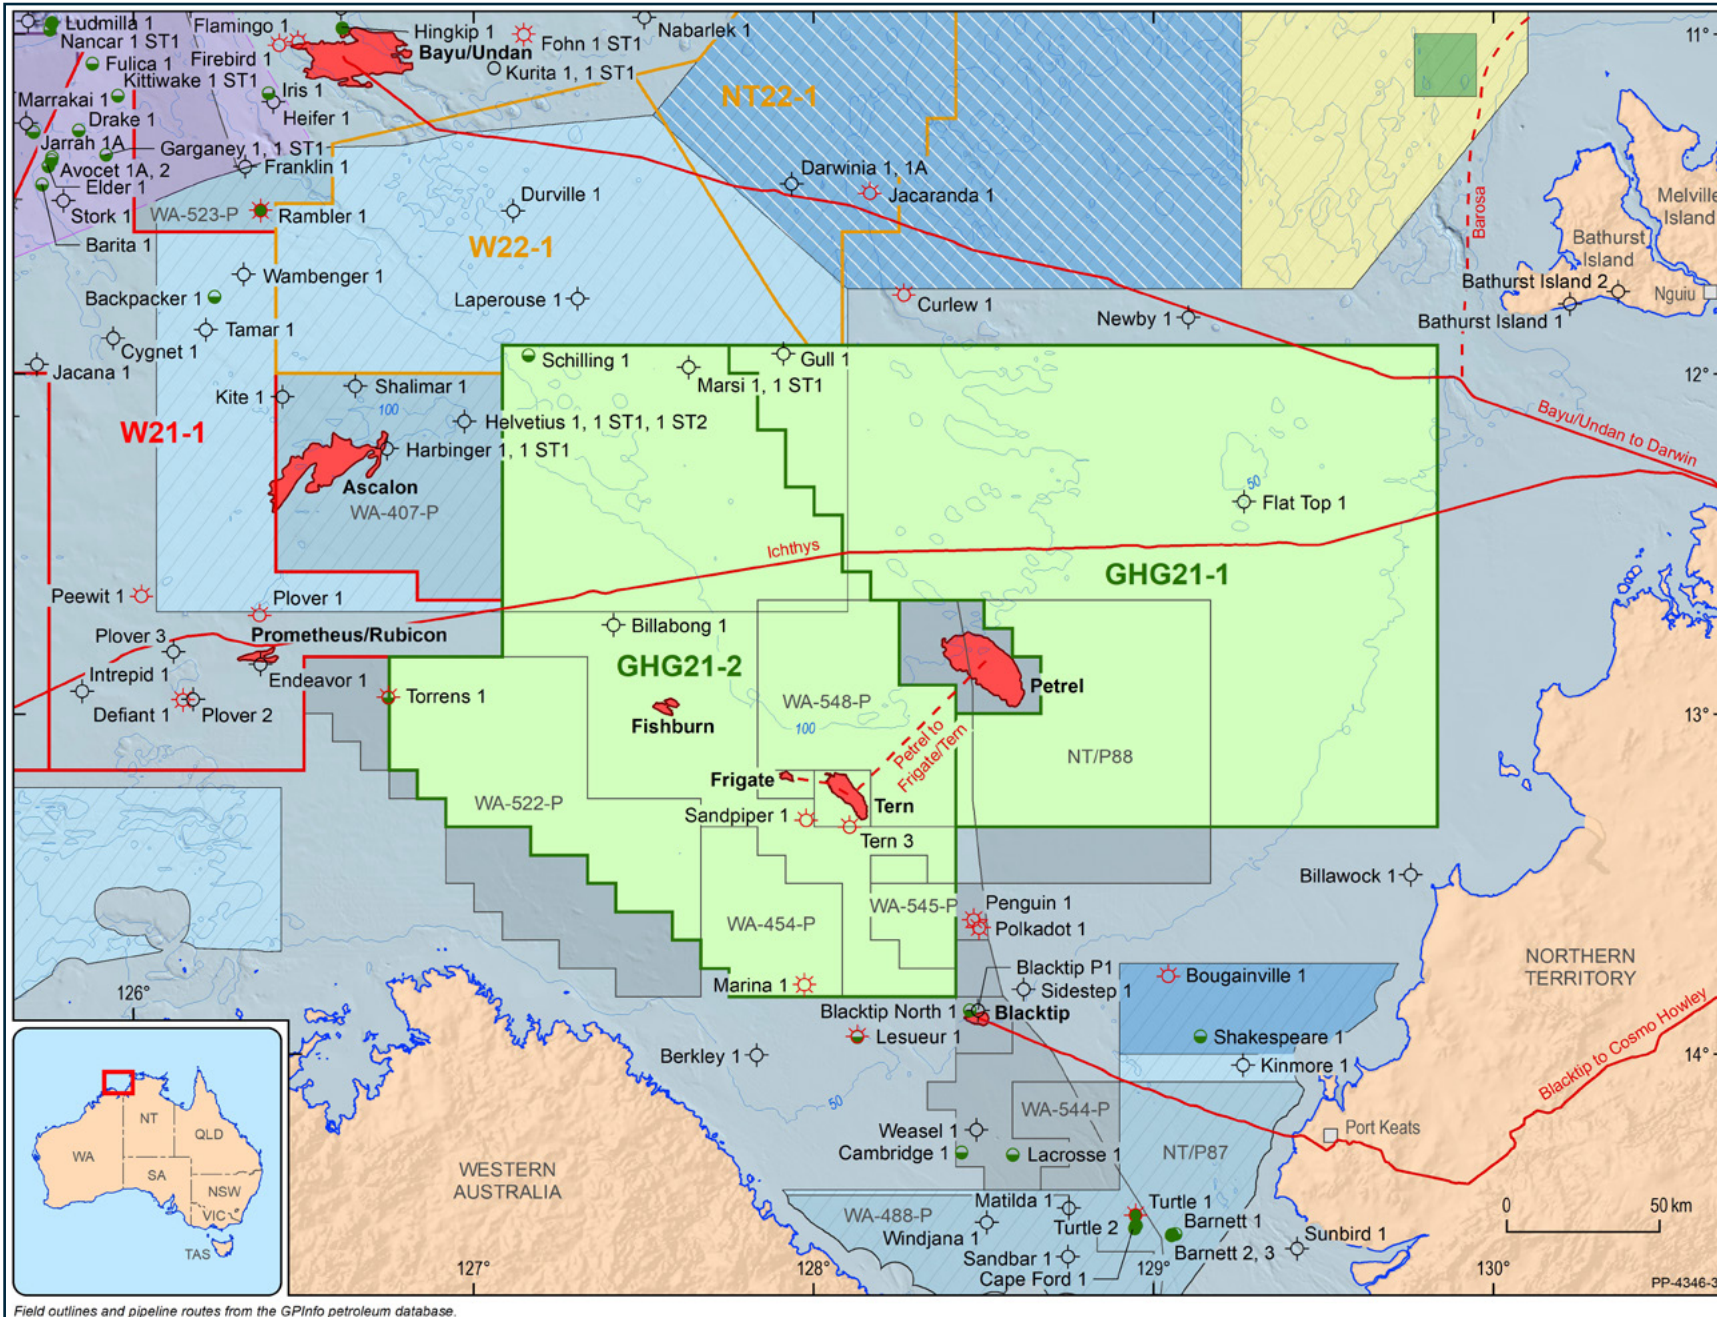 Ludmilla 1
Nancar 1 ST1
Fulica 1
Kittiwake 1 ST1
Marrakai 1
Drake 1
Jarrah 1A
Garganey 1, 1 ST1
Avocet 1A, 2
Elder 1
Stork 1
Barita 1
Flamingo 1
Firebird 1
Iris 1
Heifer 1
Franklin 1
Hingkip 1
Bayu/Undan
Fohn 1 ST1
Kurita 1, 1 ST1
Nabarlek 1
NT22-1
11°
Darwinia 1, 1A
Jacaranda 1
Durville 1
WA-523-P
Rambler 1
W22-1
Wambenger 1
Backpacker 1
Laperouse 1
Tamar 1
Cygnet 1
Jacana 1
Curlew 1
Newby 1
Barosa
Melville
Island
Bathurst
Island
Bathurst Island 2
Nguiu
Bathurst Island 1
Schilling 1
Gull 1
Marsi 1, 1 ST1
12°
Shalimar 1
Kite 1
100
Helvetius 1, 1 ST1, 1 ST2
W21-1
Harbinger 1, 1 ST1
Bayu/Undan to Darwin
Ascalon
WA-407-P
50
Flat Top 1
Ichthys
GHG21-1
Peewit 1
Plover 1
Prometheus/Rubicon
Plover 3
Billabong 1
GHG21-2
Intrepid 1
Endeavor 1
Defiant 1
Plover 2
Torrens 1
Petrel
WA-548-P
Fishburn
100
13°
Petrel to
Frigate/Tern
NT/P88
Frigate
Tern
WA-522-P
Sandpiper 1
Tern 3
Billawock 1
WA-545-P
Penguin 1
WA-454-P
Polkadot 1
NORTHERN
TERRITORY
Blacktip P1
Marina 1
Sidestep 1
Bougainville 1
126°
Blacktip North 1
Blacktip
Lesueur 1
Shakespeare 1
Berkley 1
Kinmore 1
14°
Blacktip to Cosmo Howley
50
WA-544-P
Port Keats
Weasel 1
Cambridge 1
Lacrosse 1
NT/P87
WESTERN
AUSTRALIA
WA-488-P
Matilda 1
Turtle 1
Windjana 1
Turtle 2
Barnett 1
Sandbar 1
Barnett 2, 3
Sunbird 1
Cape Ford 1
0
50 km
127°
128°
129°
130°
PP-4346-3
NT
QLD
WA
SA
NSW
VIC
TAS
Field outlines and pipeline routes from the GPInfo petroleum database.